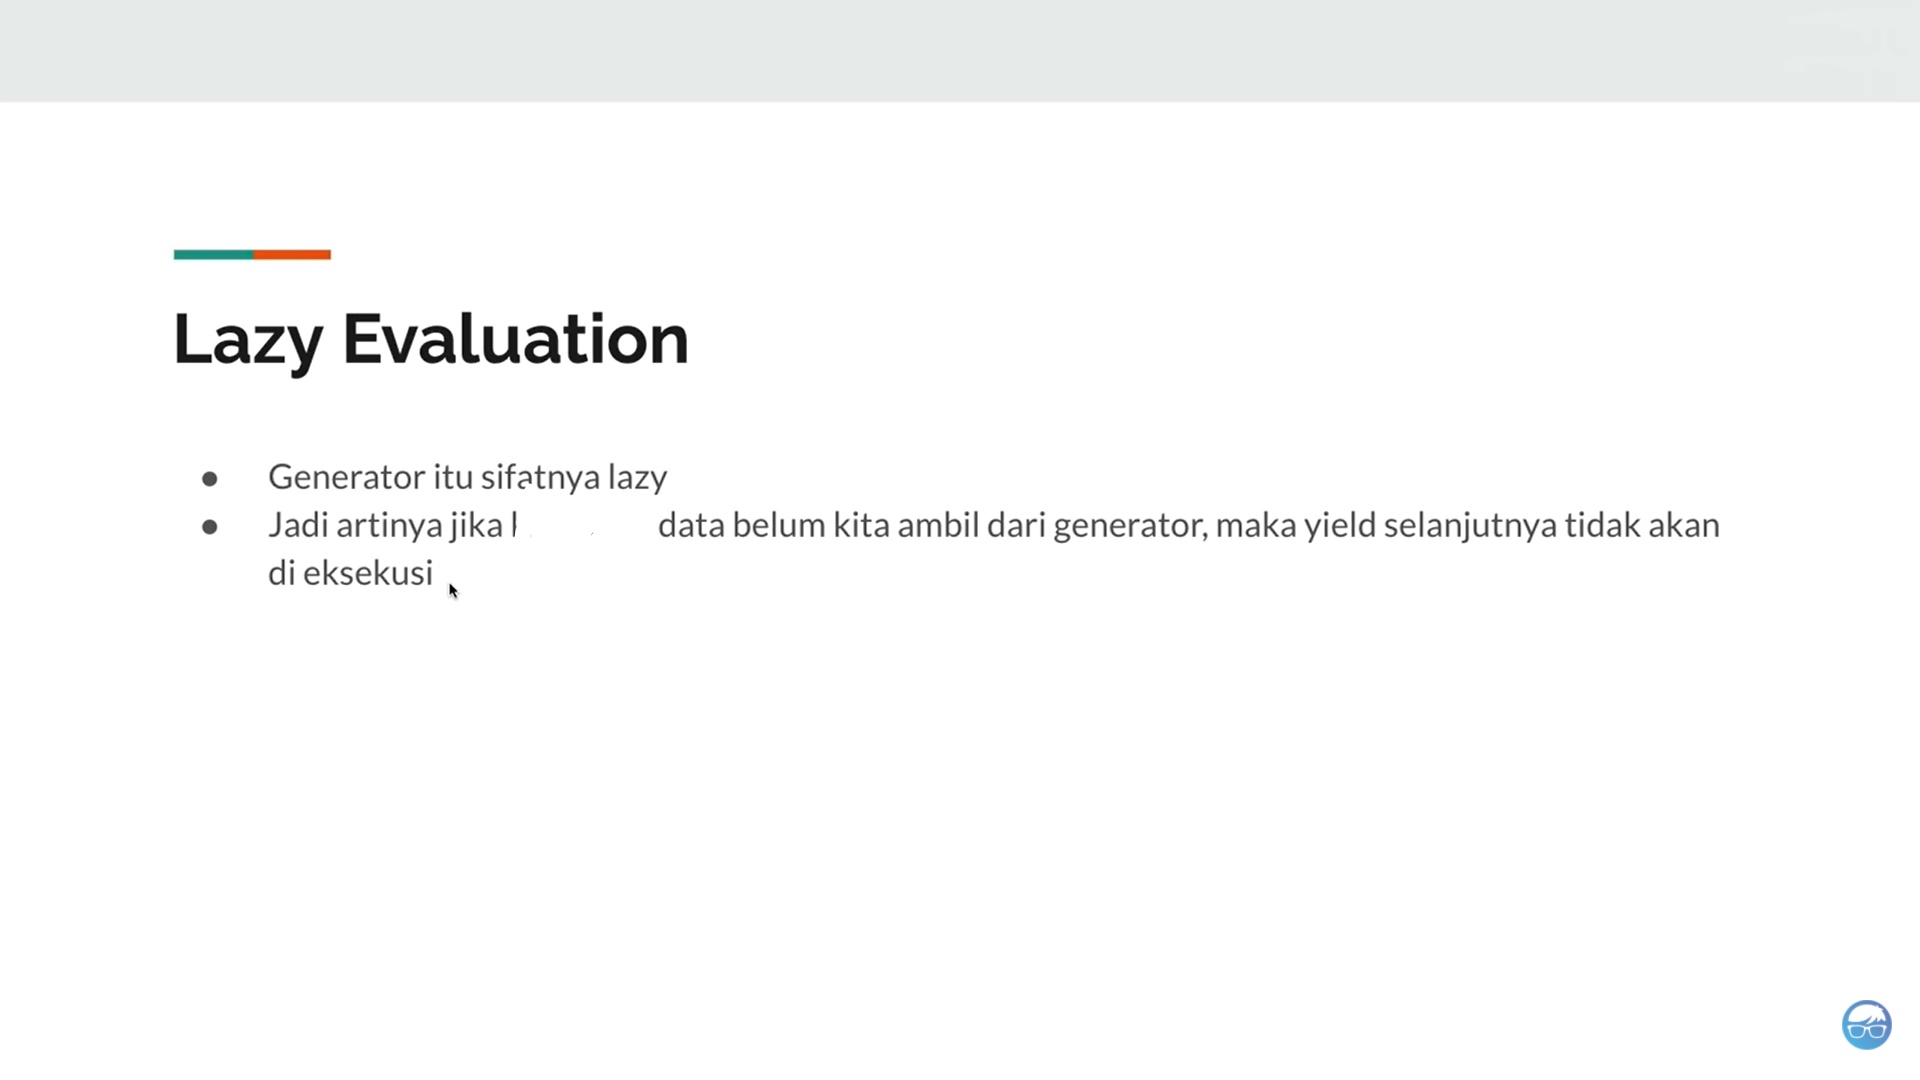 Lazy Evaluation
● Generator itu sifatnya lazy
● Jadi artinya jika data belum kita ambil dari generator, maka yield selanjutnya tidak akan
di eksekusi